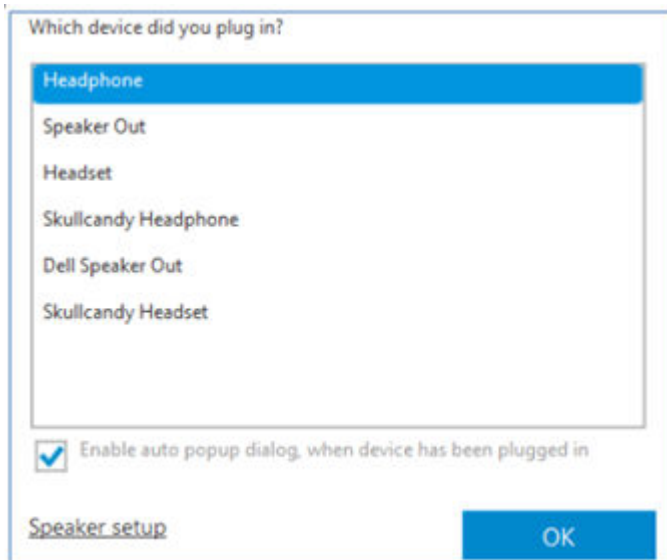 Which device did you plug in?
Headphone
Speaker Out
Headset
Skullcandy Headphone
Dell Speaker Out
Skullcandy Headset
Enable auto popup dialog, when device has been plugged in
Speaker setup
OK